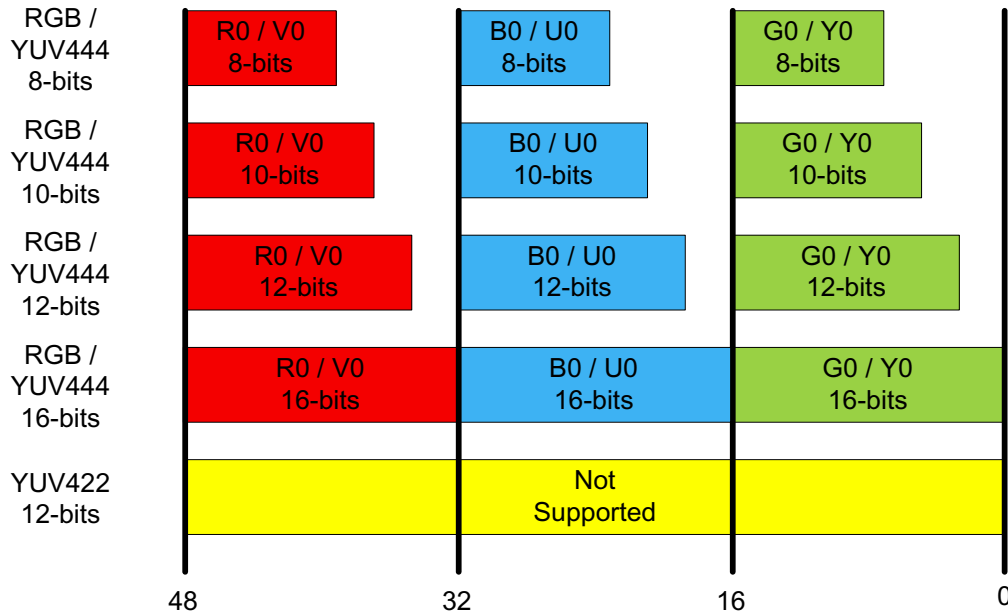 RGB /
YUV444
8-bits
R0 / V0
8-bits
B0 / U0
8-bits
G0 / Y0
8-bits
RGB /
YUV444
10-bits
R0 / V0
10-bits
B0 / U0
10-bits
G0 / Y0
10-bits
RGB /
YUV444
12-bits
R0 / V0
12-bits
B0 / U0
12-bits
G0 / Y0
12-bits
RGB /
YUV444
16-bits
R0 / V0
16-bits
B0 / U0
16-bits
G0 / Y0
16-bits
YUV422
12-bits
Not
Supported
48 32 16 0